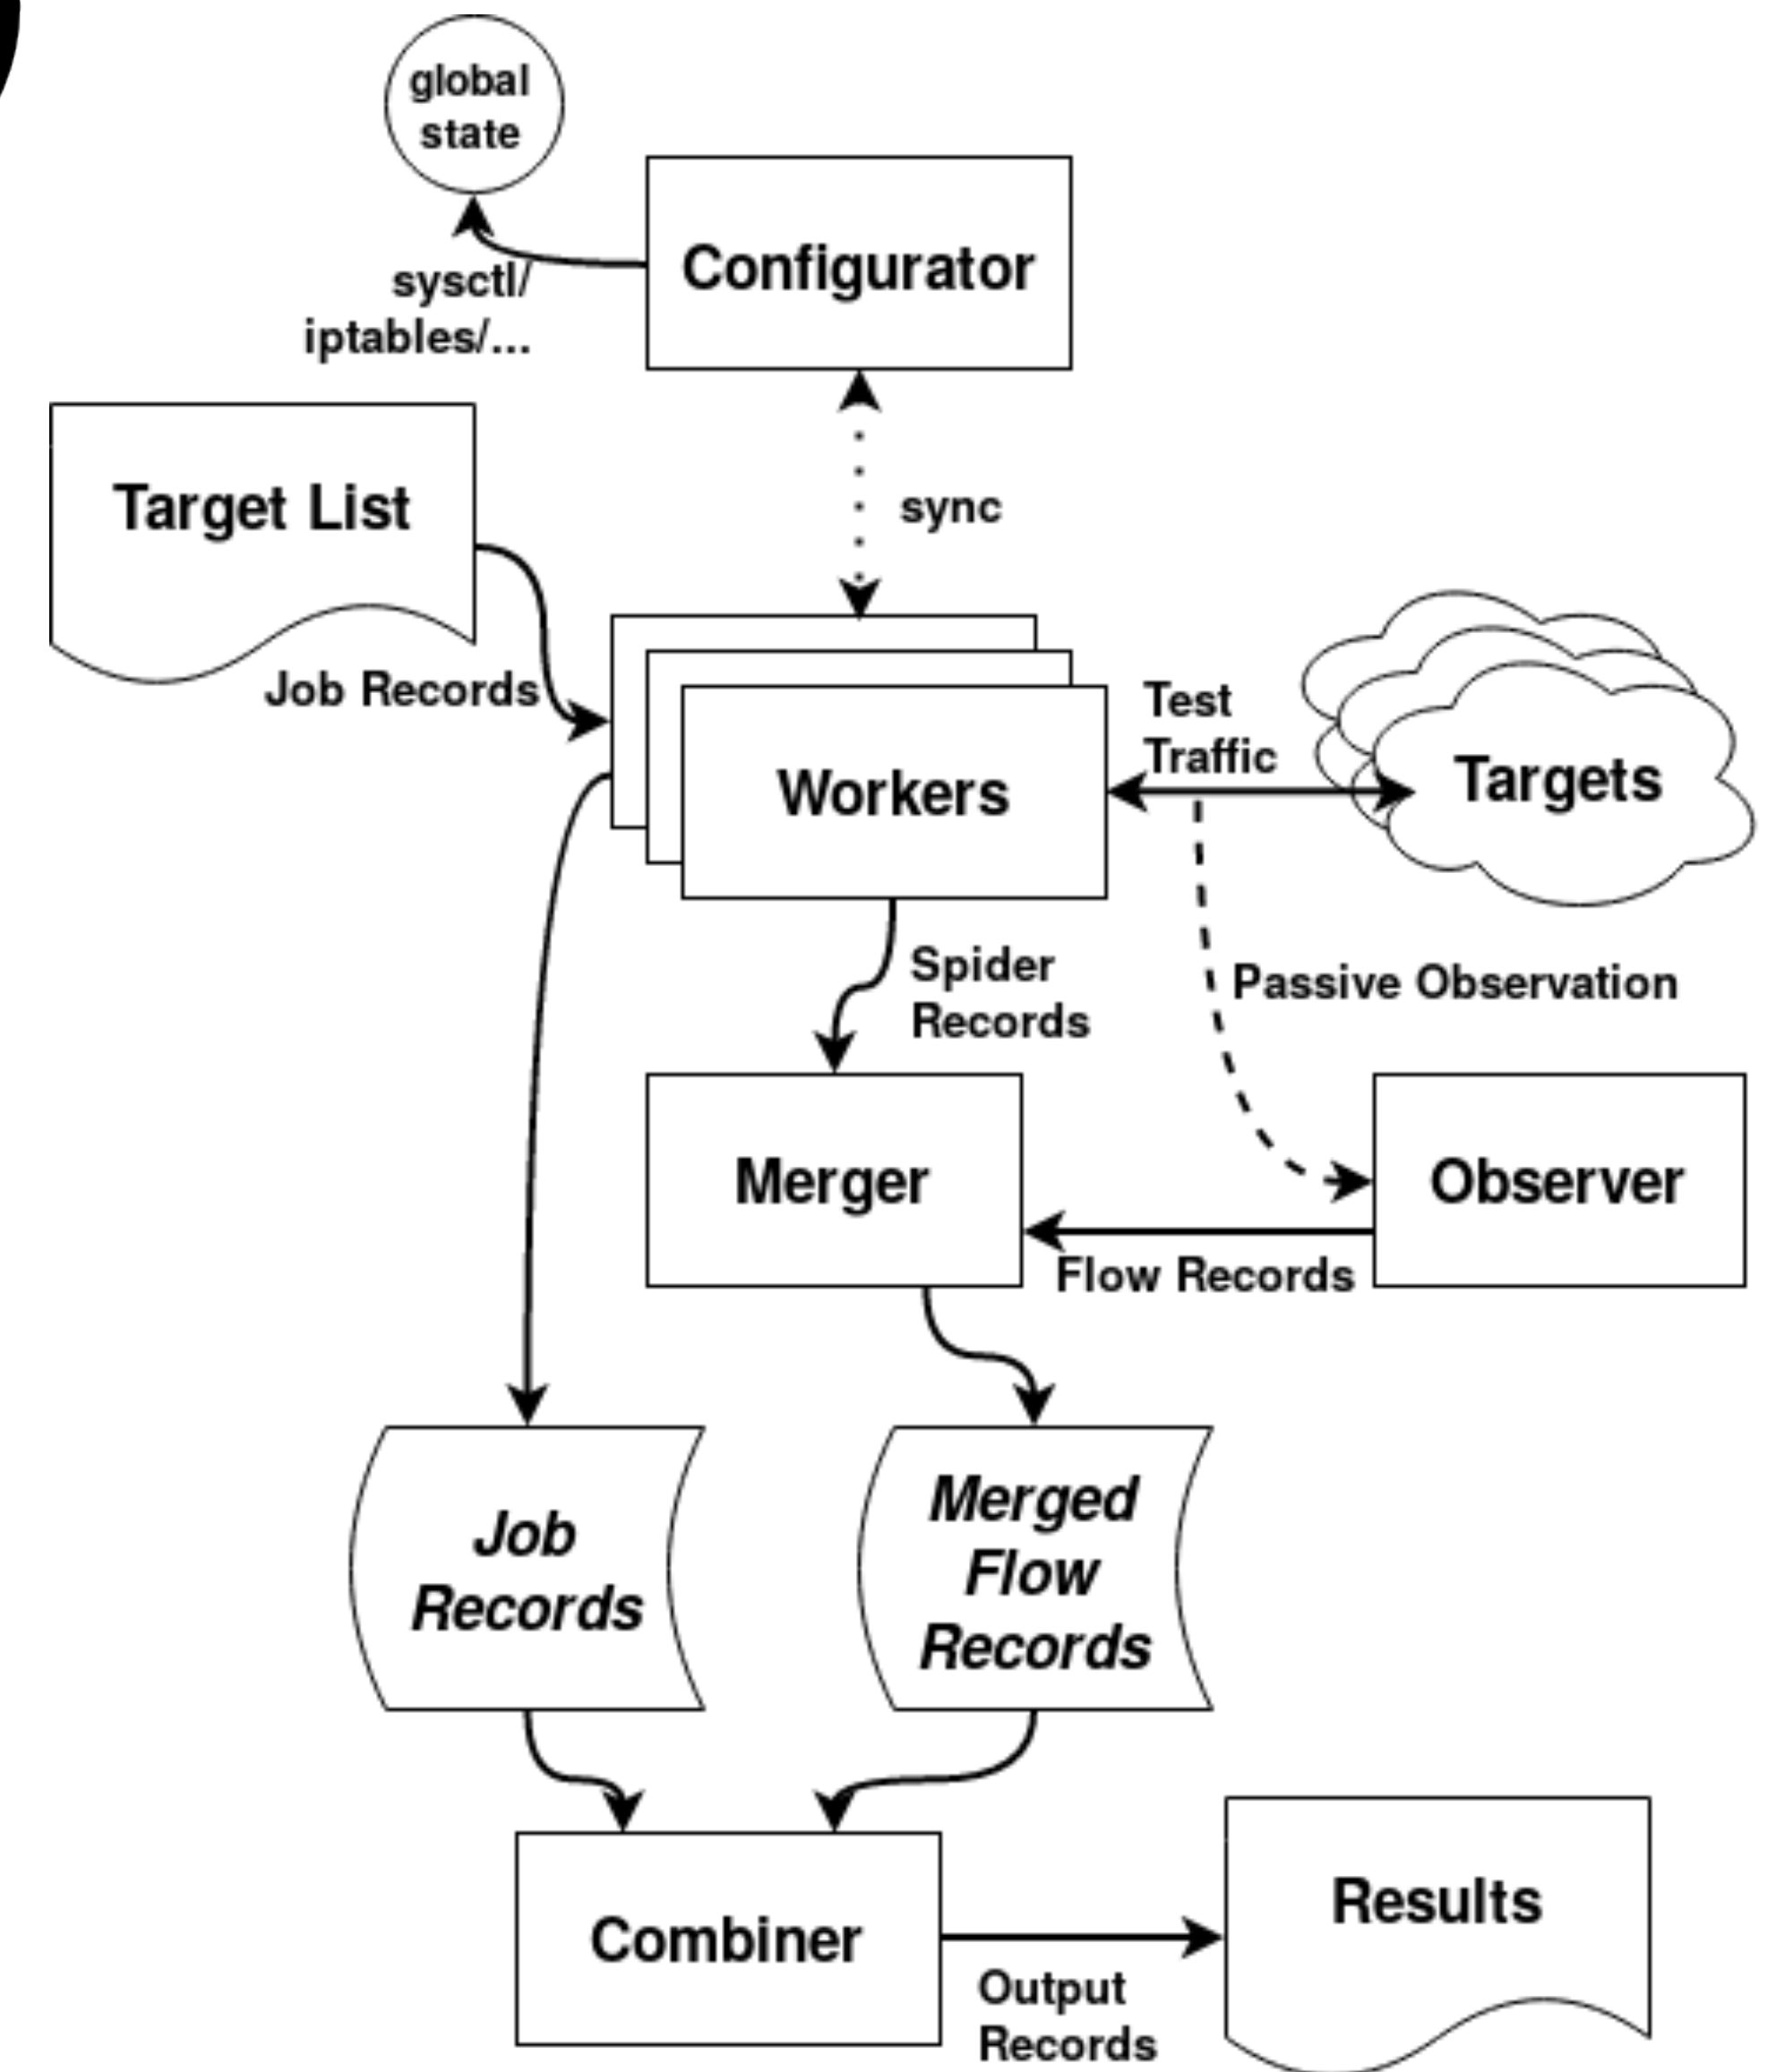 global
state
Configurator
sysctl/
iptables/...
Target List
sync
Job Records
Test
Traffic
Workers
Targets
Spider
Records
Passive Observation
Merger
Observer
Flow Records
Job
Records
Merged
Flow
Records
Combiner
Results
Output
Records